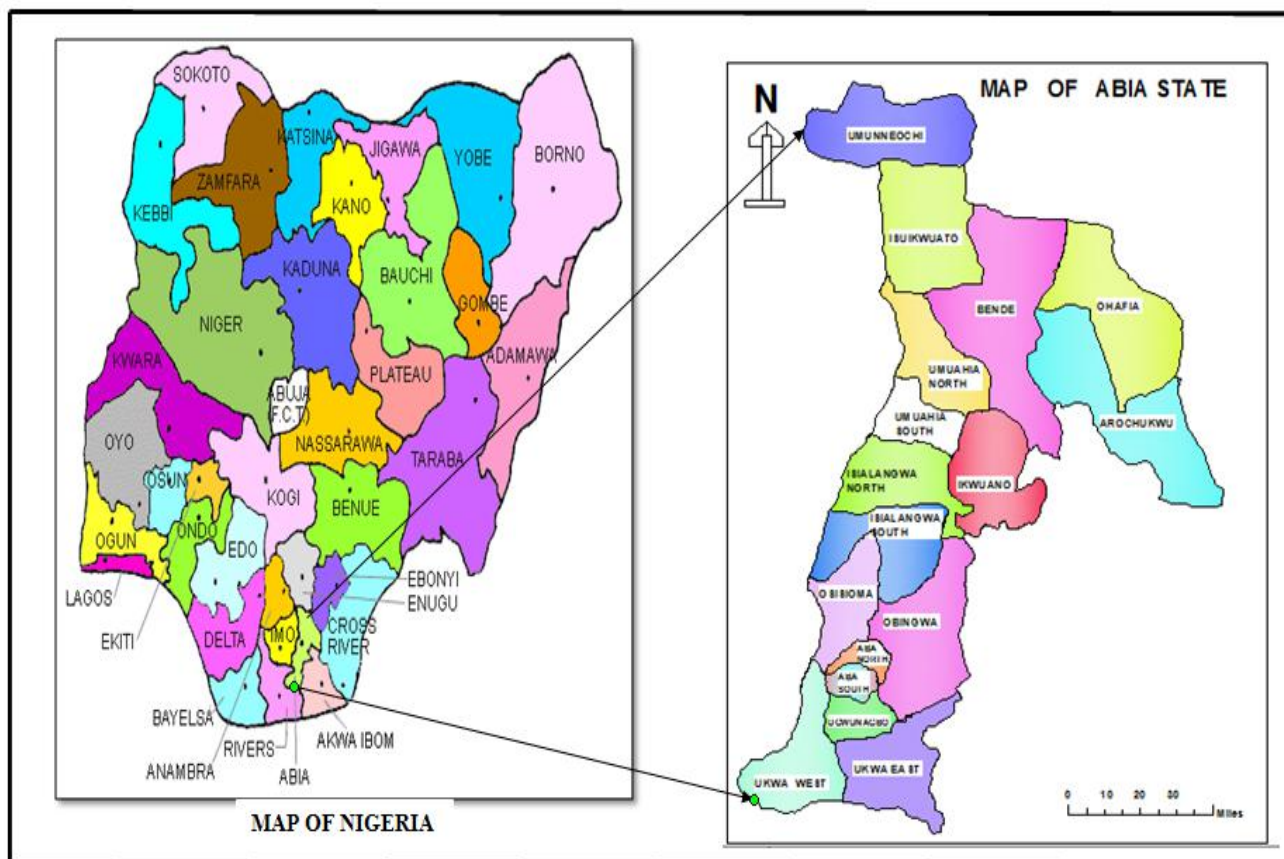 SOKOTO
KATSINA
JIGAWA
YOBE
BORNO
ZAMFARA
KEBBI
KANO
KADUNA
BAUCHI
GOMBE
NIGER
ADAMAWA
KWARA
PLATEAU
ABUJA
(F.C.T.)
NASSARAWA
OYO
TARABA
OSUN
KOGI
BENUE
ONDO
OGUN
EDO
EBONYI
LAGOS
ENUGU
EKITI
DELTA
IMO
CROSS
RIVER
BAYELSA
RIVERS
AKWA IBOM
ANAMBRA
ABIA
MAP OF NIGERIA
MAP OF ABIA STATE
N
UMUNNEOCHI
ISUIKWUATO
BENDE
OHAFIA
UMUAHIA
NORTH
UMUAHIA
SOUTH
AROCHUKWU
ISIALANGWA
NORTH
IKWUANO
ISIALANGWA
SOUTH
OSISIOMA
OBINGWA
ABA
NORTH
ABA
SOUTH
UGWUNAGBO
UKWA WEST
UKWA EAST
0 10 20 30
Miles